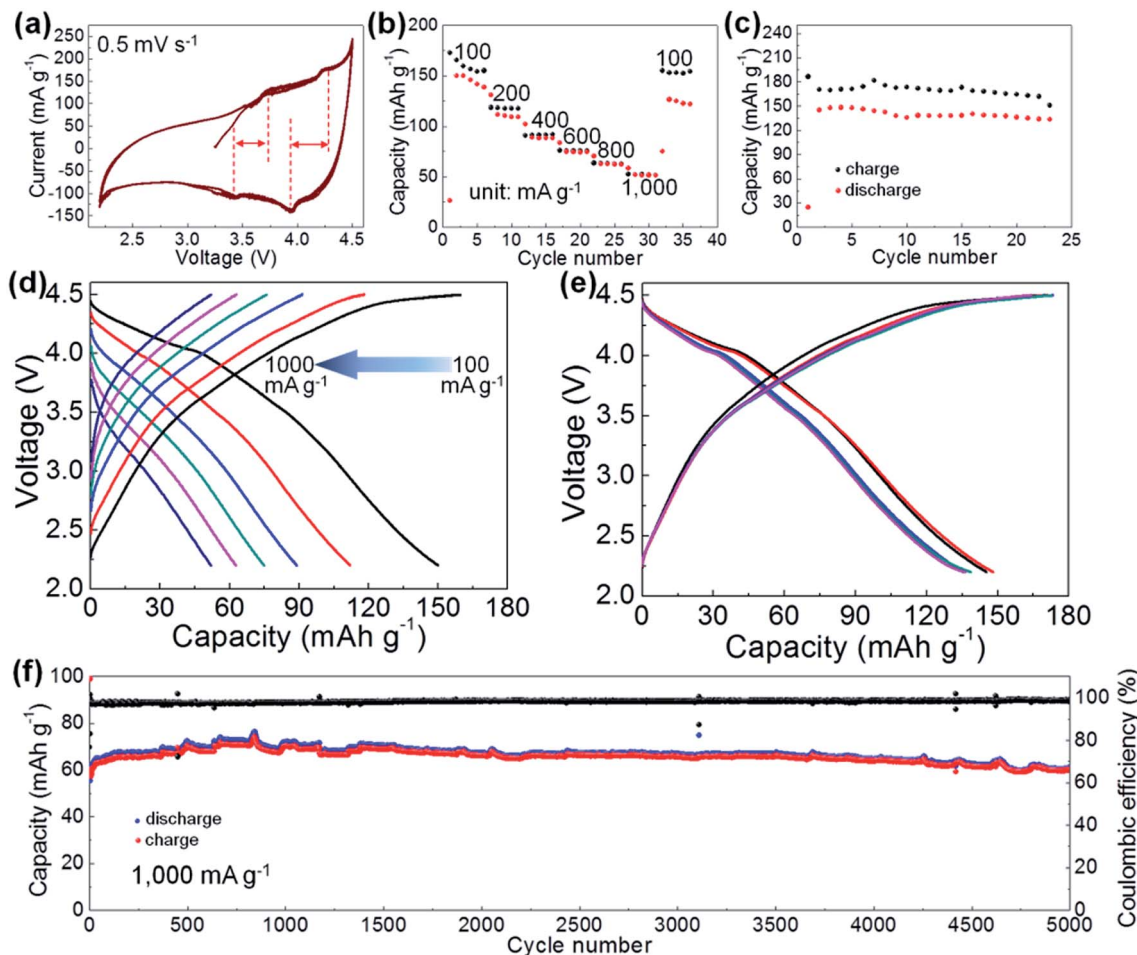 (a)
0.5 mV s⁻¹
Current (mA g⁻¹)
250
200
150
100
50
0
-50
-100
-150
2.5 3.0 3.5 4.0 4.5
Voltage (V)
(b)
Capacity (mAh g⁻¹)
200
150
100
50
0
100
200
400
600
800
1,000
100
unit: mA g⁻¹
0 5 10 15 20 25 30 35 40
Cycle number
(c)
Capacity (mAh g⁻¹)
240
210
180
150
120
90
60
30
0
charge
discharge
0 5 10 15 20 25
Cycle number
(d)
Voltage (V)
4.5
4.0
3.5
3.0
2.5
2.0
1000
mA g⁻¹
100
mA g⁻¹
0 30 60 90 120 150 180
Capacity (mAh g⁻¹)
(e)
Voltage (V)
4.5
4.0
3.5
3.0
2.5
2.0
0 30 60 90 120 150 180
Capacity (mAh g⁻¹)
(f)
Capacity (mAh g⁻¹)
100
80
60
40
20
0
discharge
charge
1,000 mA g⁻¹
100
80
60
40
20
0
Coulombic efficiency (%)
0 500 1000 1500 2000 2500 3000 3500 4000 4500 5000
Cycle number